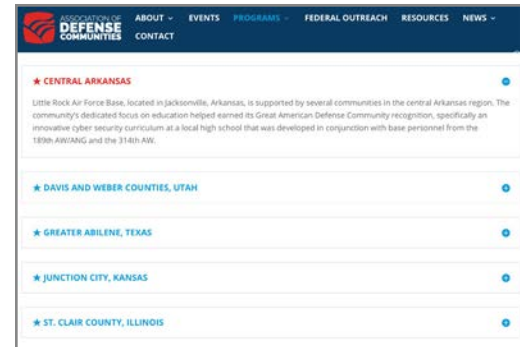 ASSOCIATION OF
DEFENSE
COMMUNITIES
ABOUT EVENTS PROGRAMS FEDERAL OUTREACH RESOURCES NEWS
CONTACT
★ CENTRAL ARKANSAS
Little Rock Air Force Base, located in Jacksonville, Arkansas, is supported by several communities in the central Arkansas region. The
community's dedicated focus on education helped earned its Great American Defense Community recognition, specifically an
innovative cyber security curriculum at a local high school that was developed in conjunction with base personnel from the
189th AW/ANG and the 314th AW.
★ DAVIS AND WEBER COUNTIES, UTAH
★ GREATER ABILENE, TEXAS
★ JUNCTION CITY, KANSAS
★ ST. CLAIR COUNTY, ILLINOIS